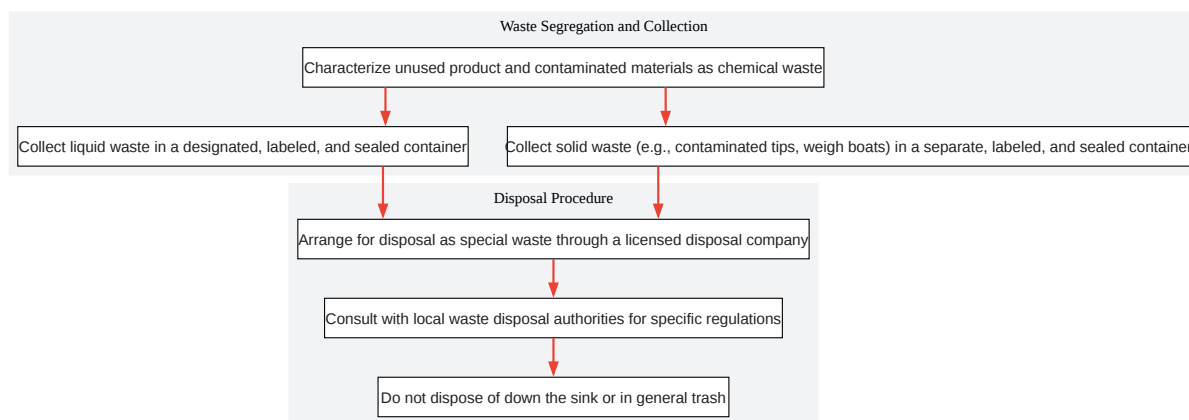 Waste Segregation and Collection
Characterize unused product and contaminated materials as chemical waste
Collect liquid waste in a designated, labeled, and sealed container
Collect solid waste (e.g., contaminated tips, weigh boats) in a separate, labeled, and sealed container
Disposal Procedure
Arrange for disposal as special waste through a licensed disposal company
Consult with local waste disposal authorities for specific regulations
Do not dispose of down the sink or in general trash